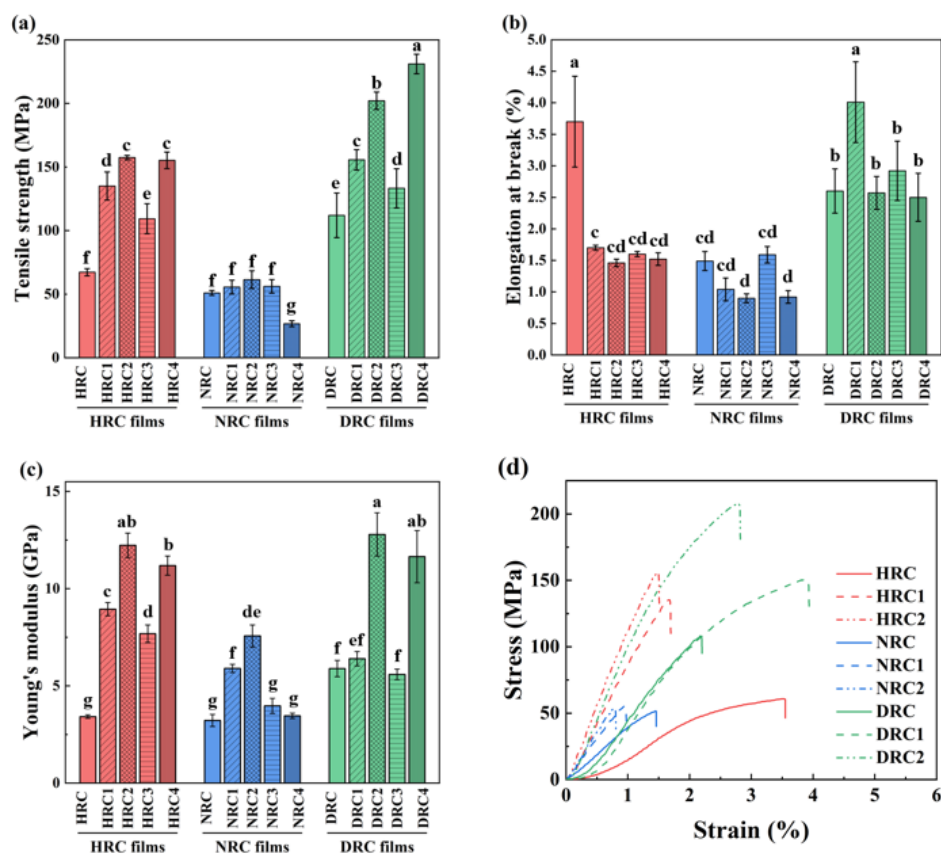 (a)
Tensile strength (MPa)
250
200
150
100
50
0
f
d
c
e
c
f
f
f
f
g
e
c
b
d
a
HRC
HRC1
HRC2
HRC3
HRC4
NRC
NRC1
NRC2
NRC3
NRC4
DRC
DRC1
DRC2
DRC3
DRC4
HRC films
NRC films
DRC films
(b)
Elongation at break (%)
5.0
4.5
4.0
3.5
3.0
2.5
2.0
1.5
1.0
0.5
0.0
a
c
cd
cd
cd
cd
cd
d
cd
d
b
a
b
b
b
HRC
HRC1
HRC2
HRC3
HRC4
NRC
NRC1
NRC2
NRC3
NRC4
DRC
DRC1
DRC2
DRC3
DRC4
HRC films
NRC films
DRC films
(c)
Young's modulus (GPa)
15
10
5
0
g
c
ab
d
b
g
f
de
g
g
f
ef
a
f
ab
HRC
HRC1
HRC2
HRC3
HRC4
NRC
NRC1
NRC2
NRC3
NRC4
DRC
DRC1
DRC2
DRC3
DRC4
HRC films
NRC films
DRC films
(d)
Stress (MPa)
200
150
100
50
0
HRC
HRC1
HRC2
NRC
NRC1
NRC2
DRC
DRC1
DRC2
0 1 2 3 4 5 6
Strain (%)